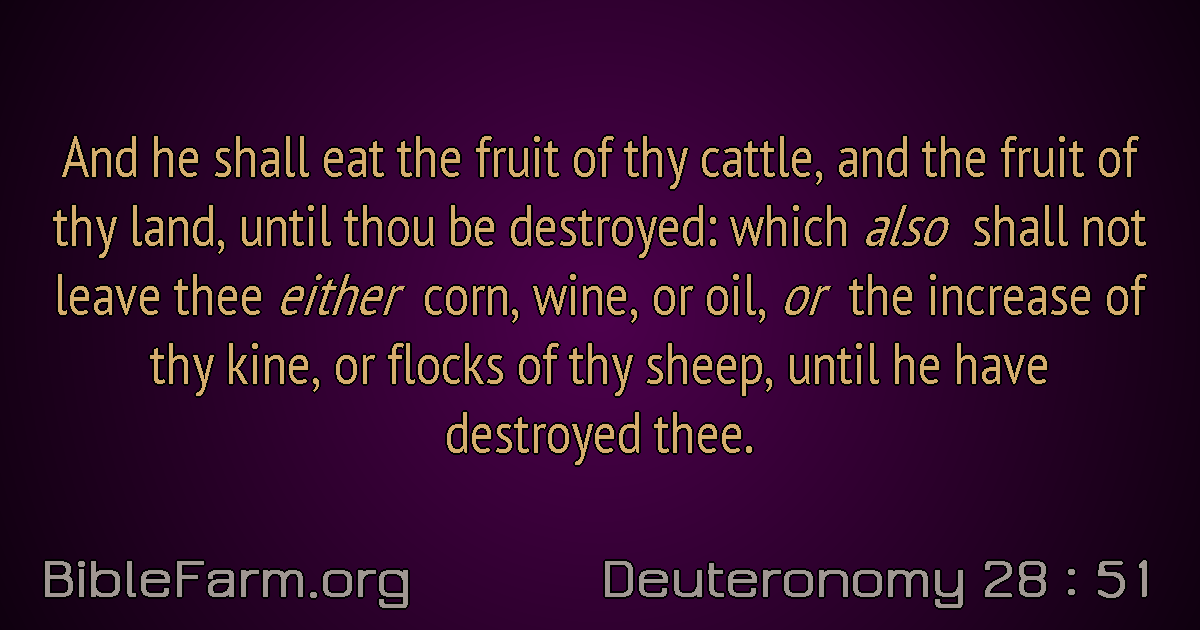 And he shall eat the fruit of thy cattle, and the fruit of
thy land, until thou be destroyed: which also shall not
leave thee either corn, wine, or oil, or the increase of
thy kine, or flocks of thy sheep, until he have
destroyed thee.
BibleFarm.org
Deuteronomy 28 : 51